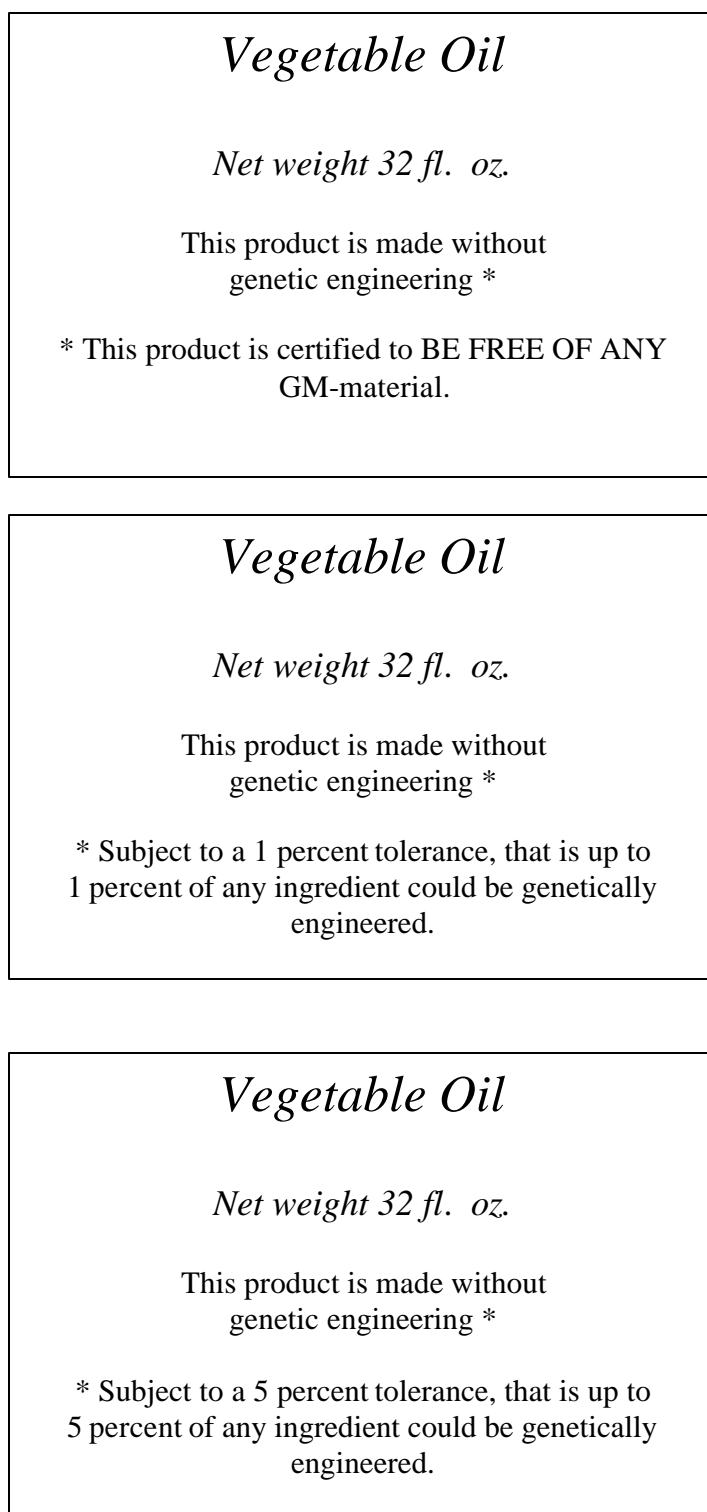 Vegetable Oil
Net weight 32 fl. oz.
This product is made without
genetic engineering *
* This product is certified to BE FREE OF ANY
GM-material.
Vegetable Oil
Net weight 32 fl. oz.
This product is made without
genetic engineering *
* Subject to a 1 percent tolerance, that is up to
1 percent of any ingredient could be genetically
engineered.
Vegetable Oil
Net weight 32 fl. oz.
This product is made without
genetic engineering *
* Subject to a 5 percent tolerance, that is up to
5 percent of any ingredient could be genetically
engineered.